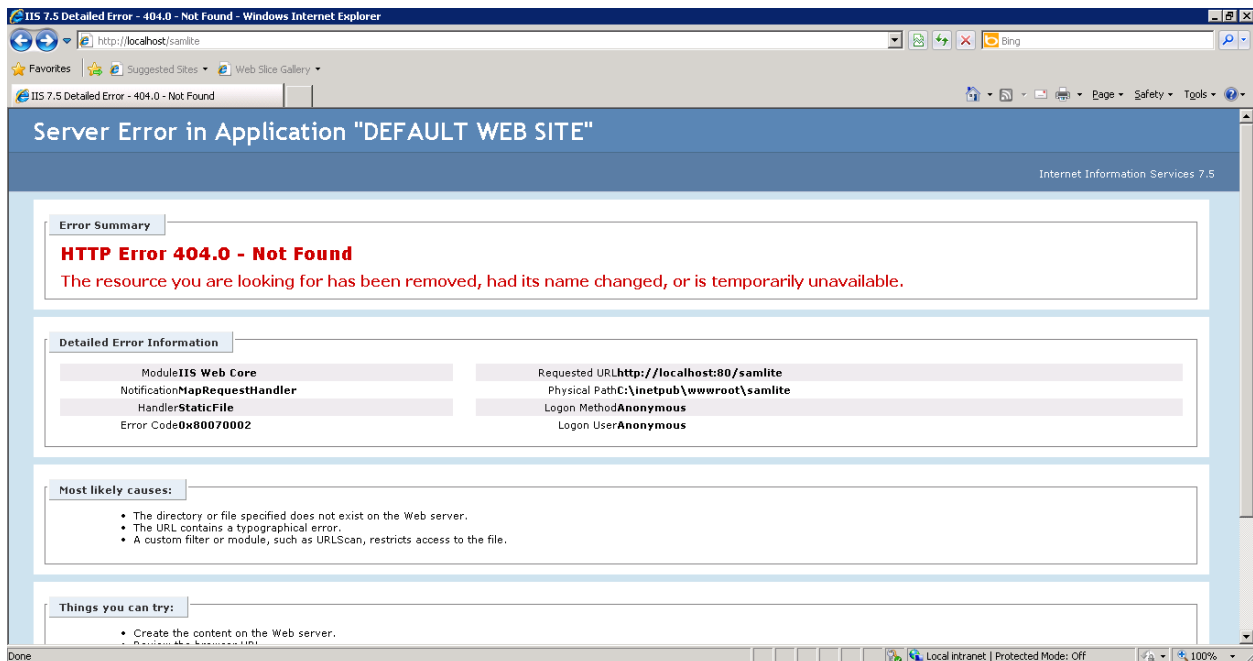 IIS 7.5 Detailed Error - 404.0 - Not Found - Windows Internet Explorer
http://localhost/samlite
Bing
Favorites Suggested Sites Web Slice Gallery
IIS 7.5 Detailed Error - 404.0 - Not Found
Page Safety Tools
Server Error in Application "DEFAULT WEB SITE"
Internet Information Services 7.5
Error Summary
HTTP Error 404.0 - Not Found
The resource you are looking for has been removed, had its name changed, or is temporarily unavailable.
Detailed Error Information
Module IIS Web Core
Notification MapRequestHandler
Handler StaticFile
Error Code 0x80070002
Requested URL http://localhost:80/samlite
Physical Path C:\inetpub\wwwroot\samlite
Logon Method Anonymous
Logon User Anonymous
Most likely causes:
• The directory or file specified does not exist on the Web server.
• The URL contains a typographical error.
• A custom filter or module, such as URLScan, restricts access to the file.
Things you can try:
• Create the content on the Web server.
Done
Local intranet | Protected Mode: Off
100%